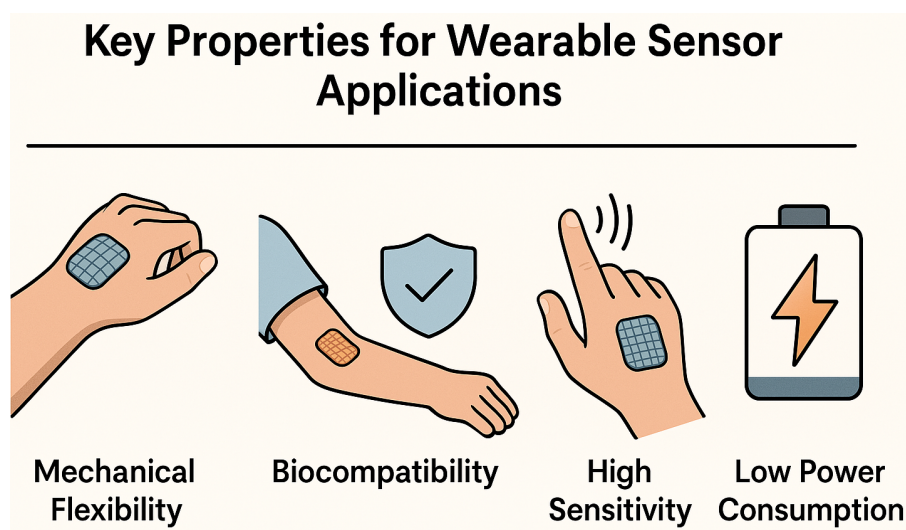 Key Properties for Wearable Sensor
Applications
Mechanical
Flexibility
Biocompatibility
High
Sensitivity
Low Power
Consumption